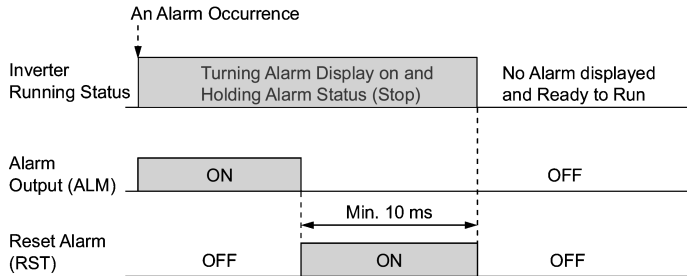 An Alarm Occurrence
Inverter
Running Status
Turning Alarm Display on and
Holding Alarm Status (Stop)
No Alarm displayed
and Ready to Run
Alarm
Output (ALM)
ON
OFF
Min. 10 ms
Reset Alarm
(RST)
OFF
ON
OFF